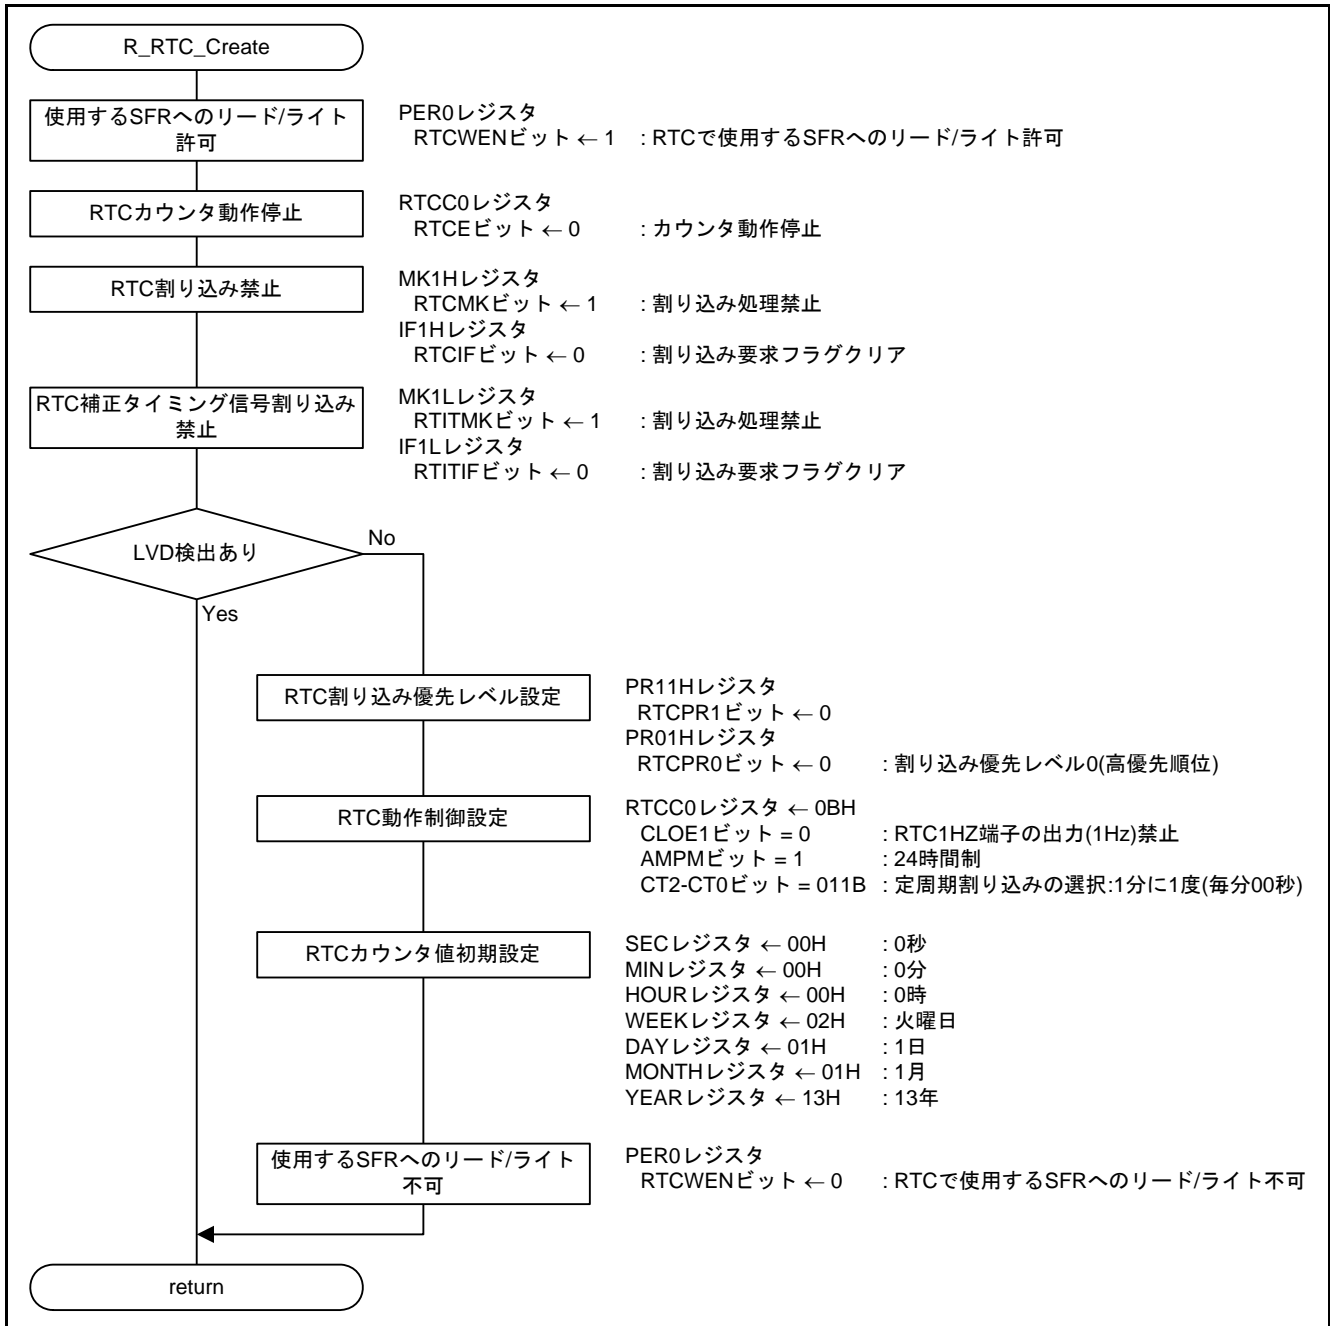 R_RTC_Create
使用するSFRへのリード/ライト
許可
PER0レジスタ
RTCWENビット ← 1 : RTCで使用するSFRへのリード/ライト許可
RTCカウンタ動作停止
RTCC0レジスタ
RTCEビット ← 0 : カウンタ動作停止
RTC割り込み禁止
MK1Hレジスタ
RTCMKビット ← 1 : 割り込み処理禁止
IF1Hレジスタ
RTCIFビット ← 0 : 割り込み要求フラグクリア
RTC補正タイミング信号割り込み
禁止
MK1Lレジスタ
RTITMKビット ← 1 : 割り込み処理禁止
IF1Lレジスタ
RTITIFビット ← 0 : 割り込み要求フラグクリア
LVD検出あり
No
Yes
RTC割り込み優先レベル設定
PR11Hレジスタ
RTCPR1ビット ← 0
PR01Hレジスタ
RTCPR0ビット ← 0 : 割り込み優先レベル0(高優先順位)
RTC動作制御設定
RTCC0レジスタ ← 0BH
CLOE1ビット = 0 : RTC1HZ端子の出力(1Hz)禁止
AMPMビット = 1 : 24時間制
CT2-CT0ビット = 011B : 定周期割り込みの選択:1分に1度(毎分00秒)
RTCカウンタ値初期設定
SECレジスタ ← 00H : 0秒
MINレジスタ ← 00H : 0分
HOURレジスタ ← 00H : 0時
WEEKレジスタ ← 02H : 火曜日
DAYレジスタ ← 01H : 1日
MONTHレジスタ ← 01H : 1月
YEARレジスタ ← 13H : 13年
使用するSFRへのリード/ライト
不可
PER0レジスタ
RTCWENビット ← 0 : RTCで使用するSFRへのリード/ライト不可
return